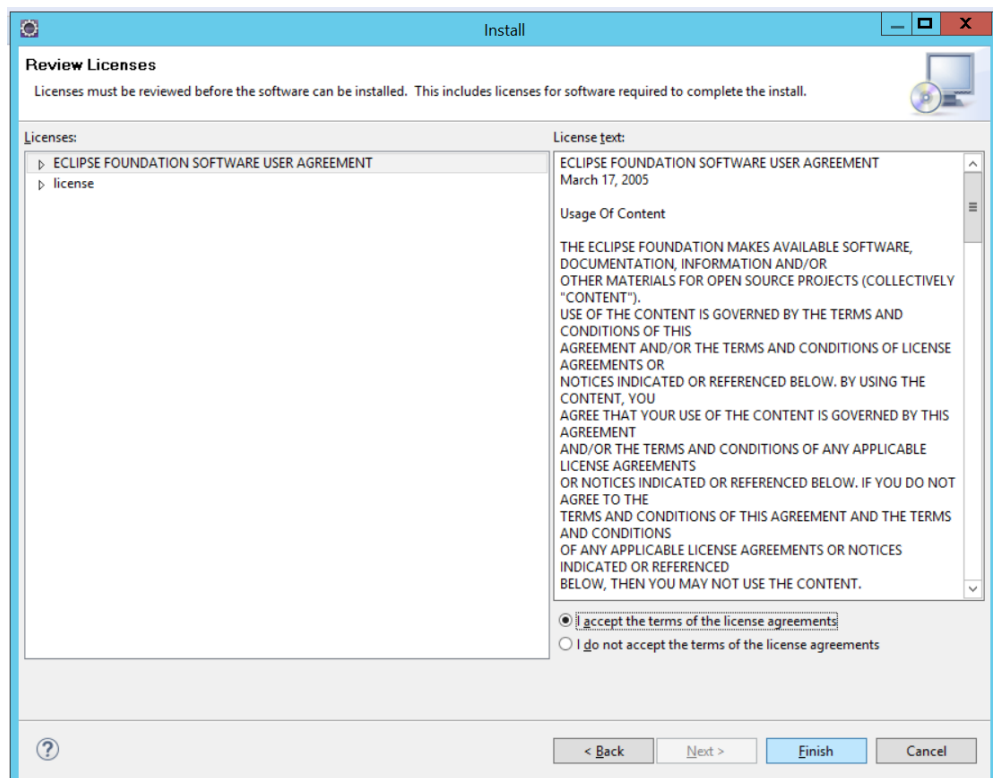 Install
Review Licenses
Licenses must be reviewed before the software can be installed.  This includes licenses for software required to complete the install.
Licenses:
ECLIPSE FOUNDATION SOFTWARE USER AGREEMENT
license
License text:
ECLIPSE FOUNDATION SOFTWARE USER AGREEMENT
March 17, 2005
Usage Of Content
THE ECLIPSE FOUNDATION MAKES AVAILABLE SOFTWARE,
DOCUMENTATION, INFORMATION AND/OR
OTHER MATERIALS FOR OPEN SOURCE PROJECTS (COLLECTIVELY
"CONTENT").
USE OF THE CONTENT IS GOVERNED BY THE TERMS AND
CONDITIONS OF THIS
AGREEMENT AND/OR THE TERMS AND CONDITIONS OF LICENSE
AGREEMENTS OR
NOTICES INDICATED OR REFERENCED BELOW. BY USING THE
CONTENT, YOU
AGREE THAT YOUR USE OF THE CONTENT IS GOVERNED BY THIS
AGREEMENT
AND/OR THE TERMS AND CONDITIONS OF ANY APPLICABLE
LICENSE AGREEMENTS
OR NOTICES INDICATED OR REFERENCED BELOW. IF YOU DO NOT
AGREE TO THE
TERMS AND CONDITIONS OF THIS AGREEMENT AND THE TERMS
AND CONDITIONS
OF ANY APPLICABLE LICENSE AGREEMENTS OR NOTICES
INDICATED OR REFERENCED
BELOW, THEN YOU MAY NOT USE THE CONTENT.
I accept the terms of the license agreements
I do not accept the terms of the license agreements
?
< Back
Next >
Finish
Cancel